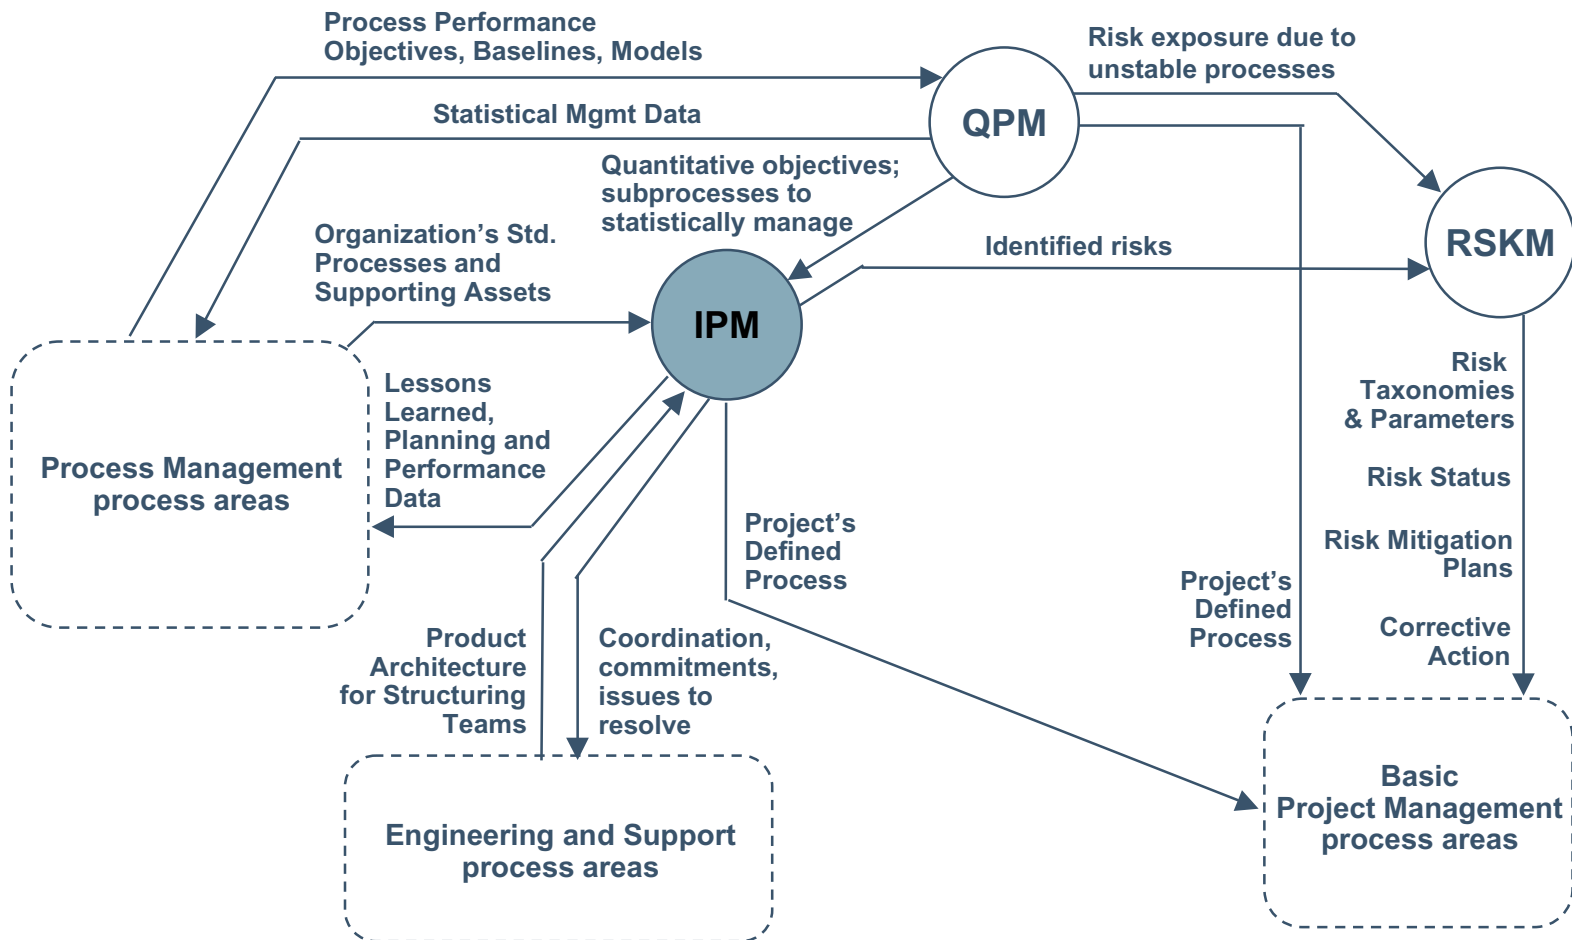 Process Performance
Objectives, Baselines, Models
Risk exposure due to
unstable processes
Statistical Mgmt Data
QPM
Quantitative objectives;
subprocesses to
statistically manage
Organization’s Std.
Processes and
Supporting Assets
Identified risks
RSKM
IPM
Lessons
Learned,
Planning and
Performance
Data
Process Management
process areas
Risk
Taxonomies
& Parameters
Risk Status
Risk Mitigation
Plans
Corrective
Action
Project’s
Defined
Process
Project’s
Defined
Process
Product
Architecture
for Structuring
Teams
Coordination,
commitments,
issues to
resolve
Engineering and Support
process areas
Basic
Project Management
process areas